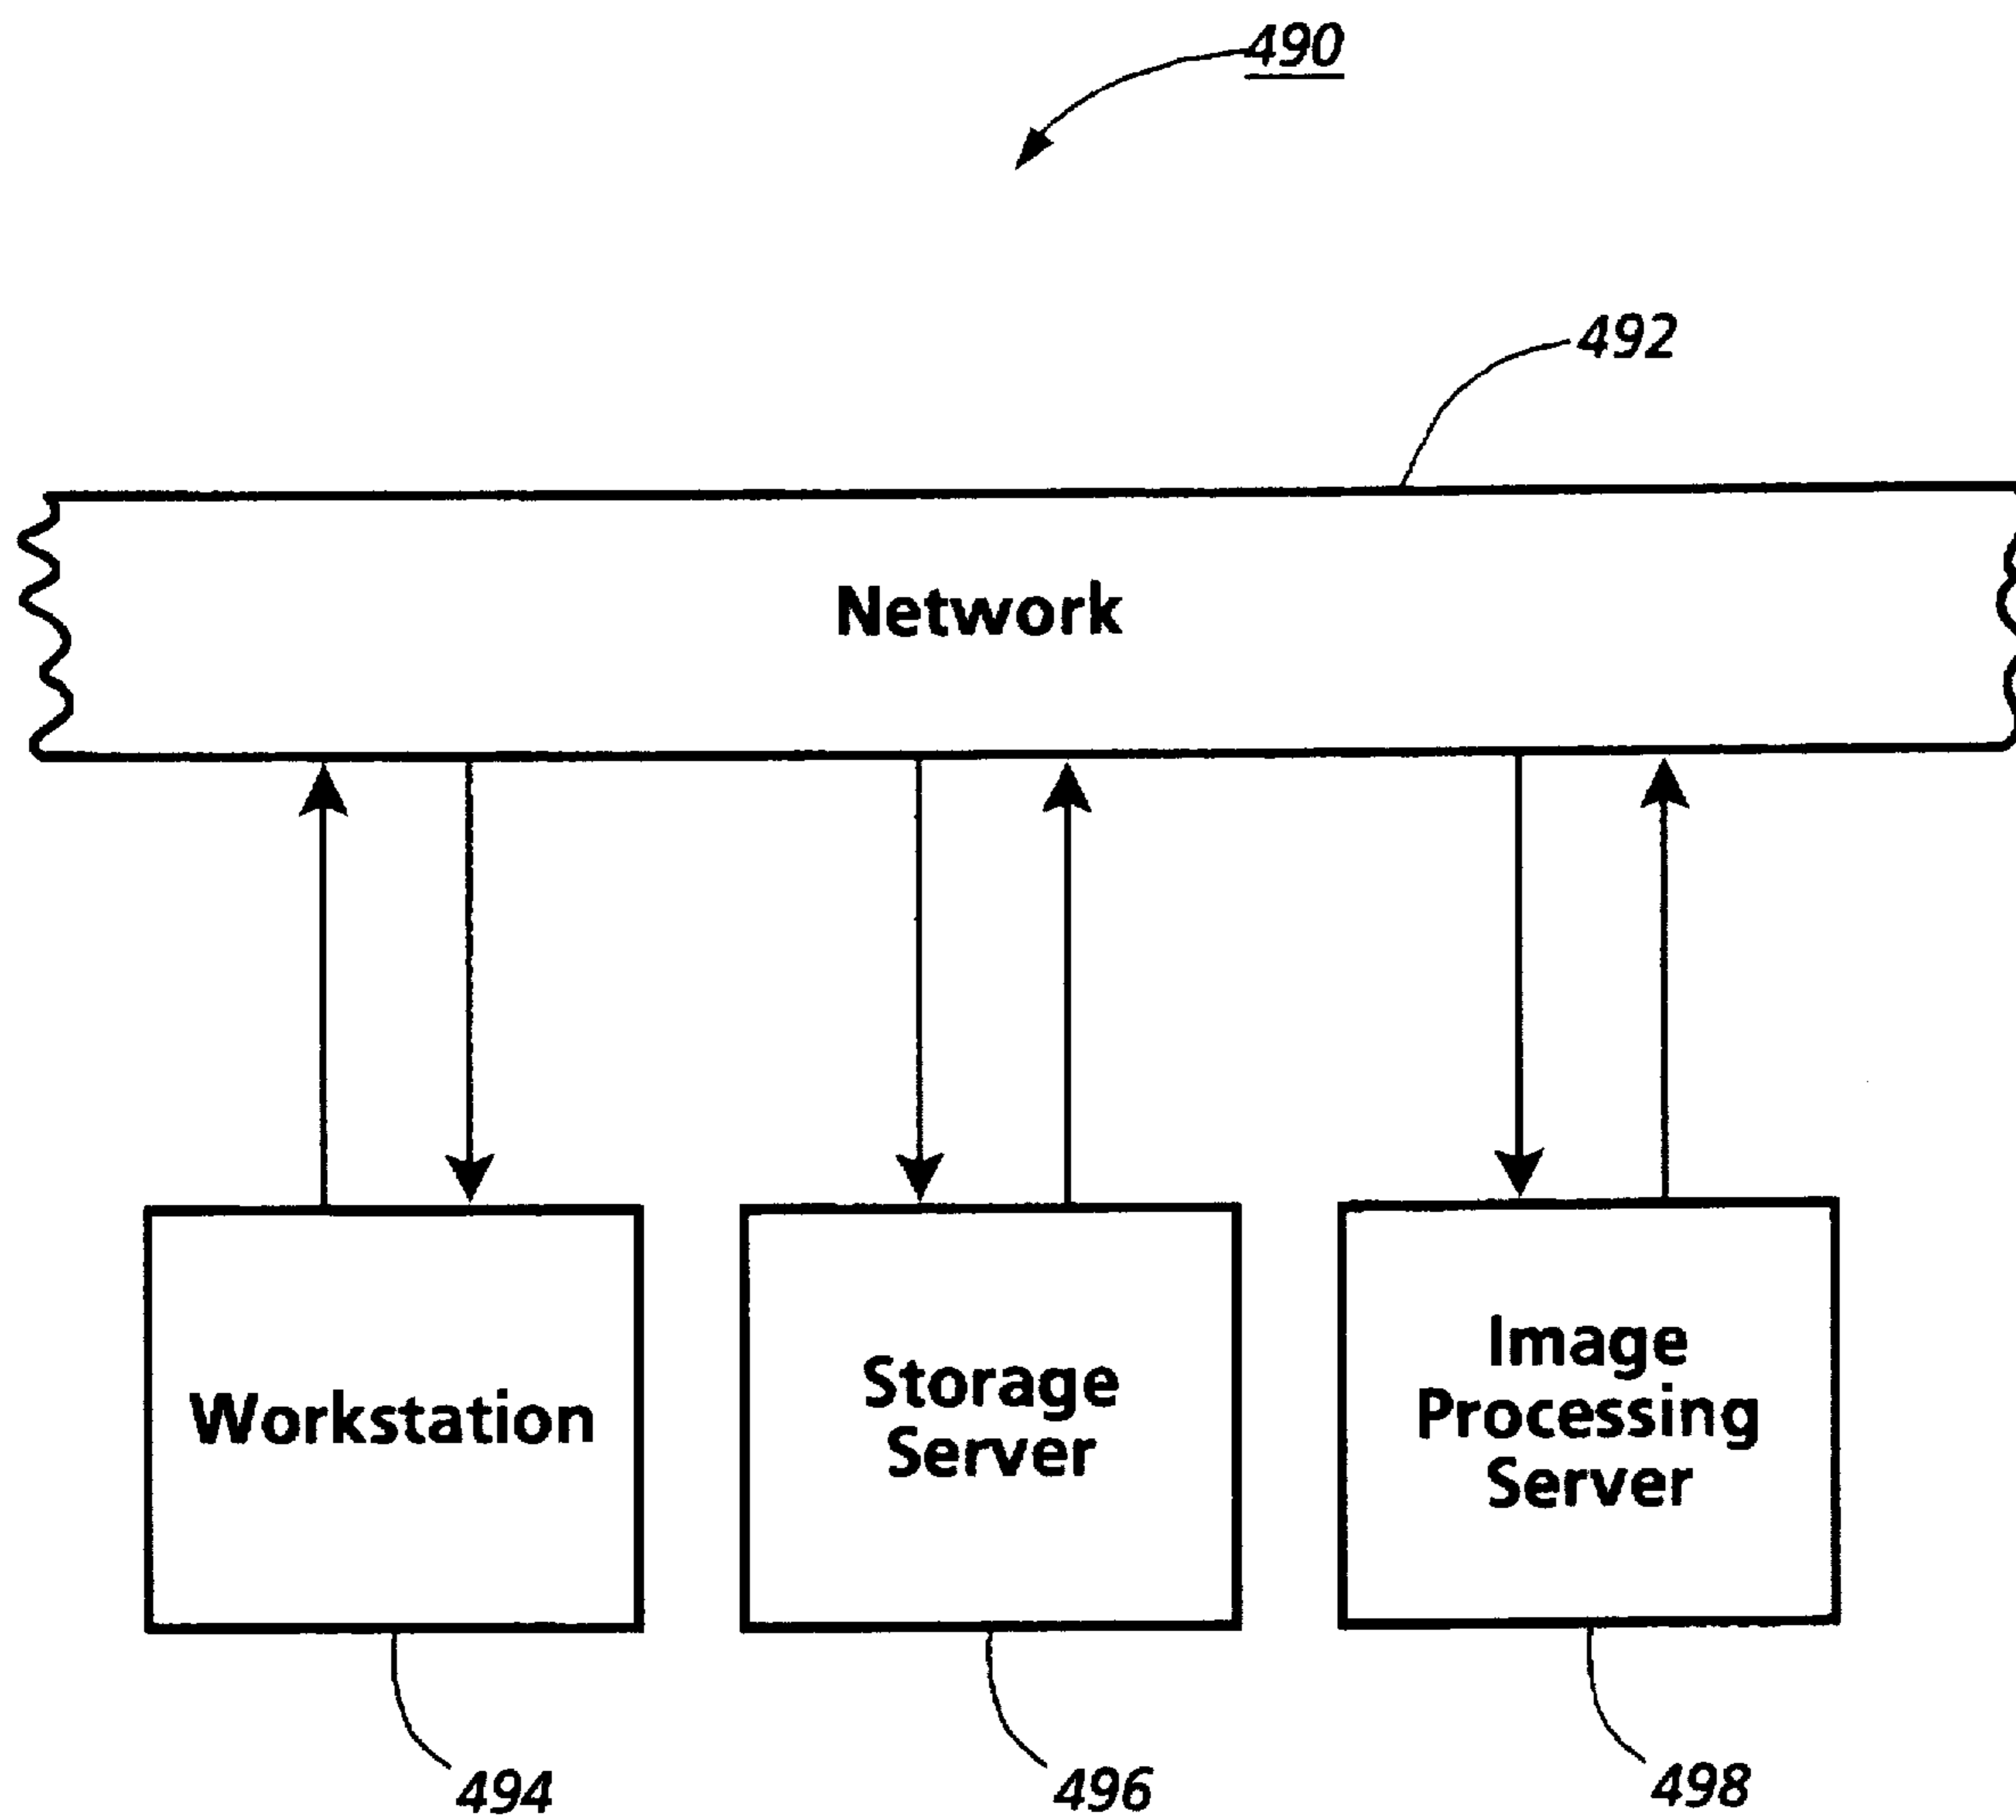 490
492
Network
Workstation
Storage
Server
Image
Processing
Server
494
496
498